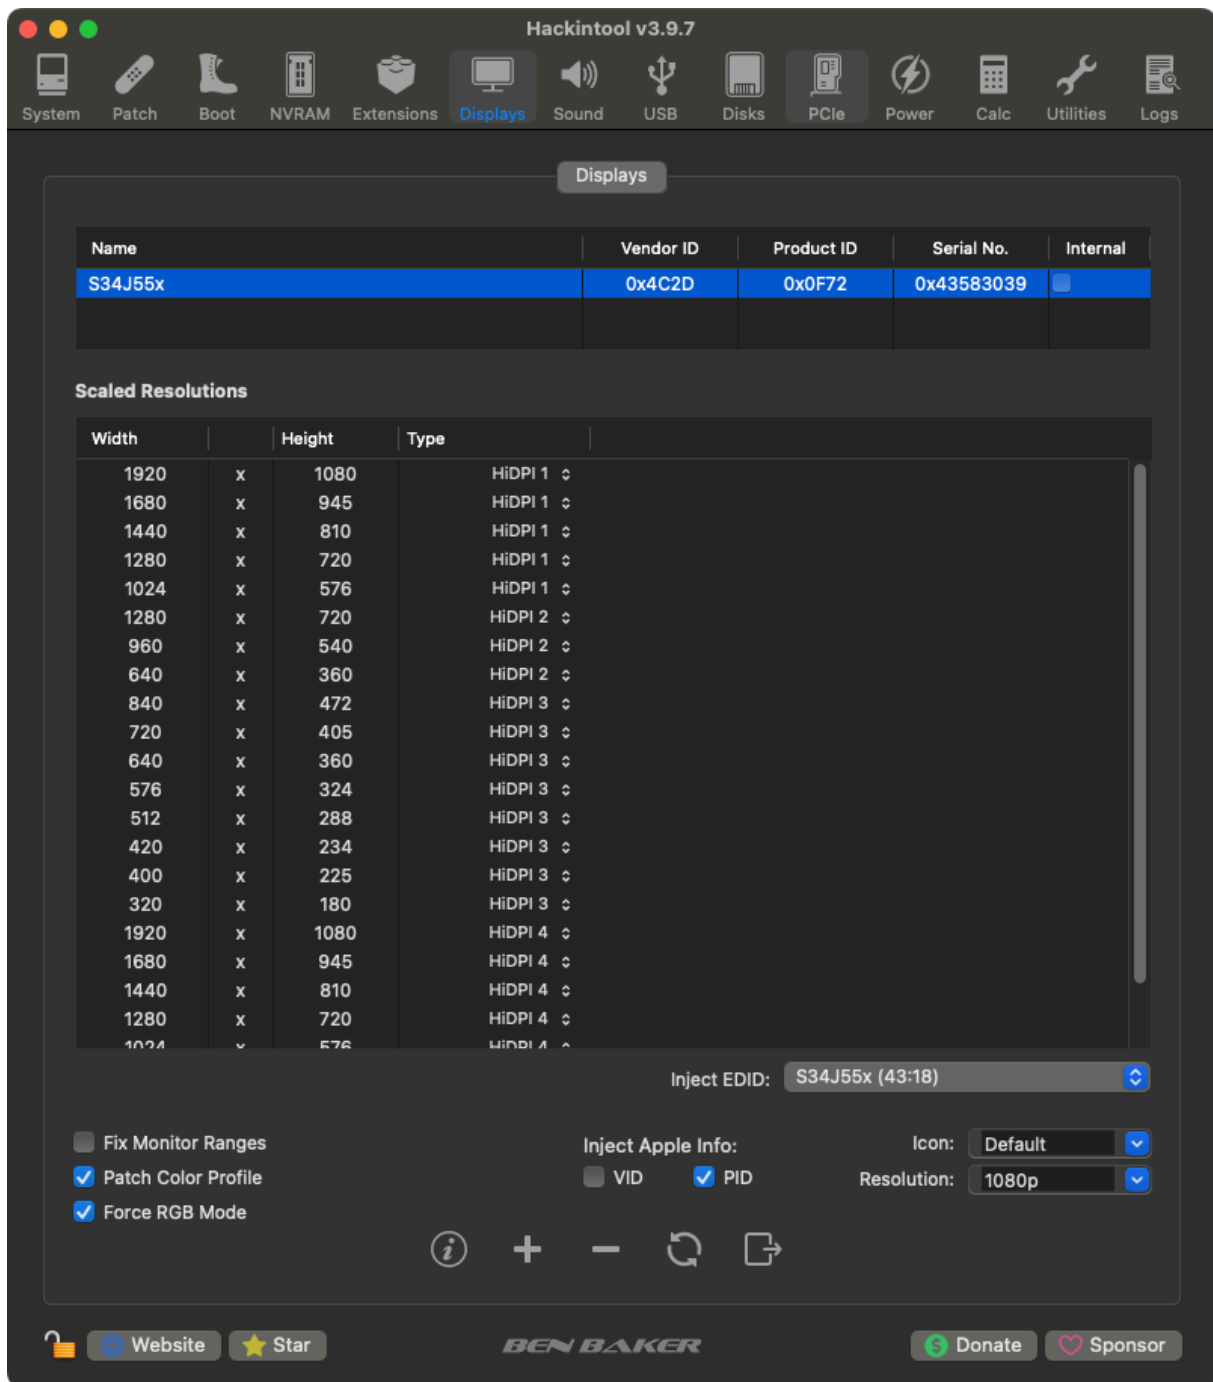 Hackintool v3.9.7
System Patch Boot NVRAM Extensions Displays Sound USB Disks PCIe Power Calc Utilities Logs
Displays
Name Vendor ID Product ID Serial No. Internal
S34J55x 0x4C2D 0x0F72 0x43583039
Scaled Resolutions
Width Height Type
1920 x 1080 HiDPI 1
1680 x 945 HiDPI 1
1440 x 810 HiDPI 1
1280 x 720 HiDPI 1
1024 x 576 HiDPI 1
1280 x 720 HiDPI 2
960 x 540 HiDPI 2
640 x 360 HiDPI 2
840 x 472 HiDPI 3
720 x 405 HiDPI 3
640 x 360 HiDPI 3
576 x 324 HiDPI 3
512 x 288 HiDPI 3
420 x 234 HiDPI 3
400 x 225 HiDPI 3
320 x 180 HiDPI 3
1920 x 1080 HiDPI 4
1680 x 945 HiDPI 4
1440 x 810 HiDPI 4
1280 x 720 HiDPI 4
1024 x 576 HiDPI 4
Inject EDID: S34J55x (43:18)
Fix Monitor Ranges Inject Apple Info: Icon: Default
Patch Color Profile VID PID Resolution: 1080p
Force RGB Mode
Website Star BEN BAKER Donate Sponsor